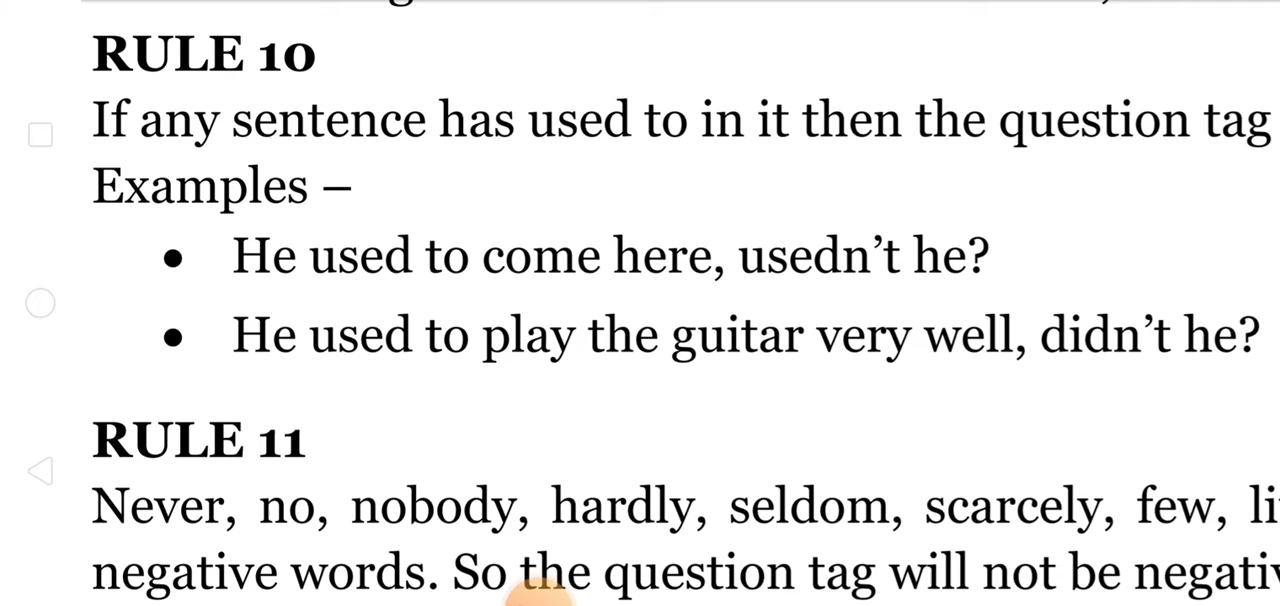 RULE 10
If any sentence has used to in it then the question tag
Examples –
• He used to come here, usedn’t he?
• He used to play the guitar very well, didn’t he?
RULE 11
Never, no, nobody, hardly, seldom, scarcely, few,
negative words. So the question tag will not be